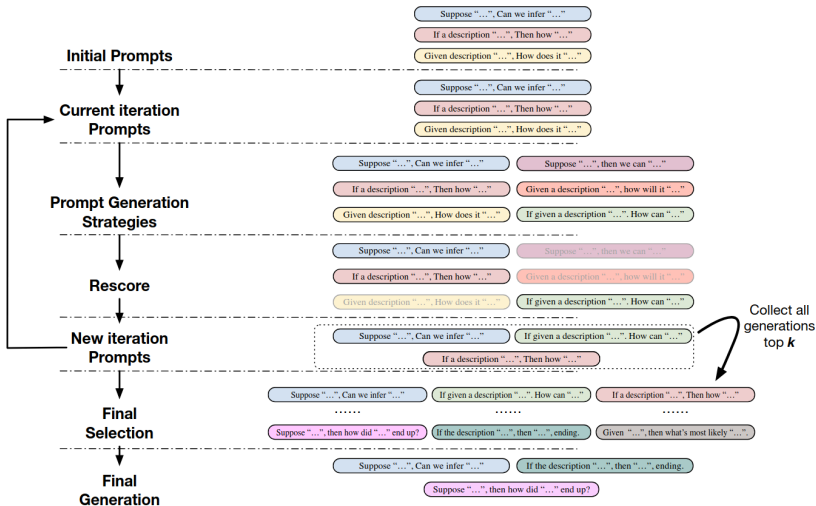 Suppose “…”, Can we infer “…”
If a description “…”, Then how “…”
Initial Prompts
Given description “…”, How does it “…”
Suppose “…”, Can we infer “…”
Current iteration
Prompts
If a description “…”, Then how “…”
Given description “…”, How does it “…”
Suppose “…”, Can we infer “…”
Suppose “…”, then we can “…”
Prompt Generation
Strategies
If a description “…”, Then how “…”
Given a description “…”, how will it “…”
Given description “…”, How does it “…”
If given a description “…”. How can “…”
Suppose “…”, Can we infer “…”
Suppose “…”, then we can “…”
Rescore
If a description “…”, Then how “…”
Given a description “…”, how will it “…”
Given description “…”, How does it “…”
If given a description “…”. How can “…”
Collect all
generations
top k
New iteration
Prompts
Suppose “…”, Can we infer “…”
If given a description “…”. How can “…”
If a description “…”, Then how “…”
Final
Selection
Suppose “…”, Can we infer “…”
If given a description “…”. How can “…”
If a description “…”, Then how “…”
…… …… ……
Suppose “…”, then how did “…” end up?
If the description “…”, then “…”, ending.
Given “…”, then what’s most likely “…”
Final
Generation
Suppose “…”, Can we infer “…”
If the description “…”, then “…”, ending.
Suppose “…”, then how did “…” end up?